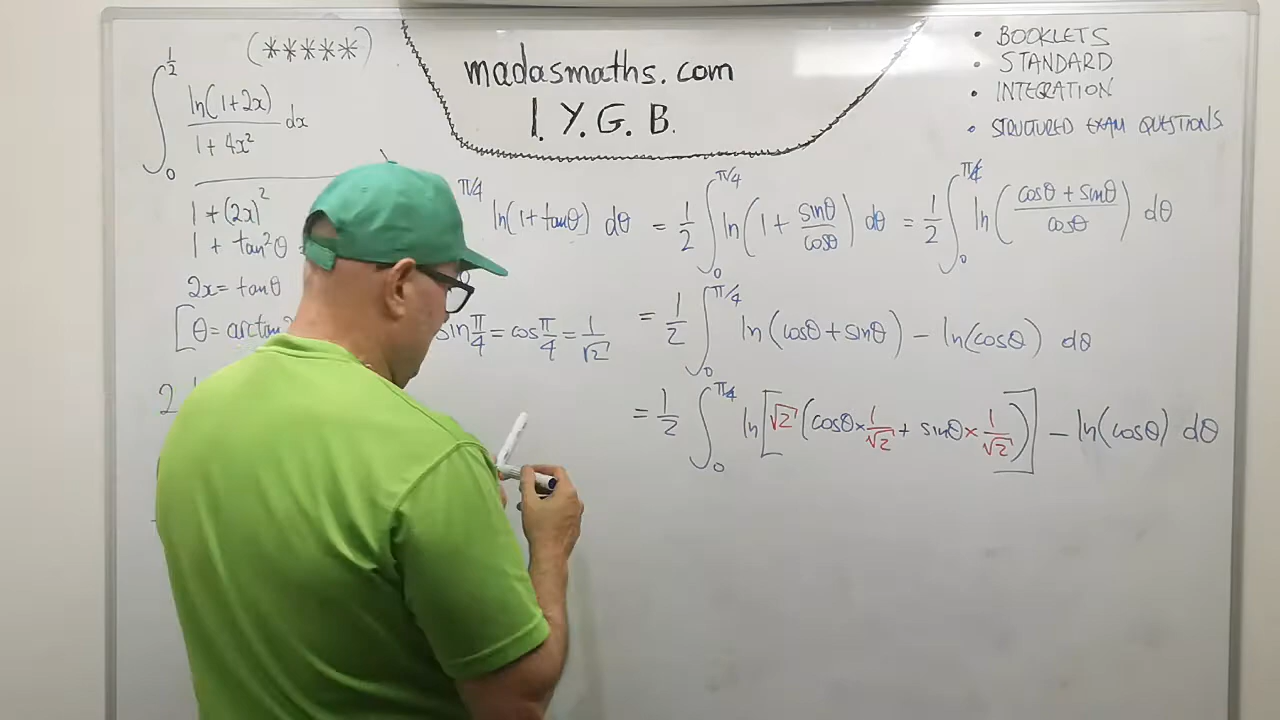 (*****)
∫₀^{1/2} ln(1+2x) / (1+4x²) dx
madasmaths.com
I. Y. G. B.
• BOOKLETS
• STANDARD
• INTEGRATION
• STRUCTURED EXAM QUESTIONS
1+(2x)²
1 + tan²θ
2x = tanθ
[θ = arctan
2
π/4 ln(1+tanθ) dθ = 1/2 ∫₀^{π/4} ln(1 + sinθ/cosθ) dθ = 1/2 ∫₀^{π/4} ln((cosθ + sinθ)/cosθ) dθ
sin π/4 = cos π/4 = 1/√2
= 1/2 ∫₀^{π/4} ln(cosθ + sinθ) − ln(cosθ) dθ
= 1/2 ∫₀^{π/4} ln[√2(cosθ × 1/√2 + sinθ × 1/√2)] − ln(cosθ) dθ